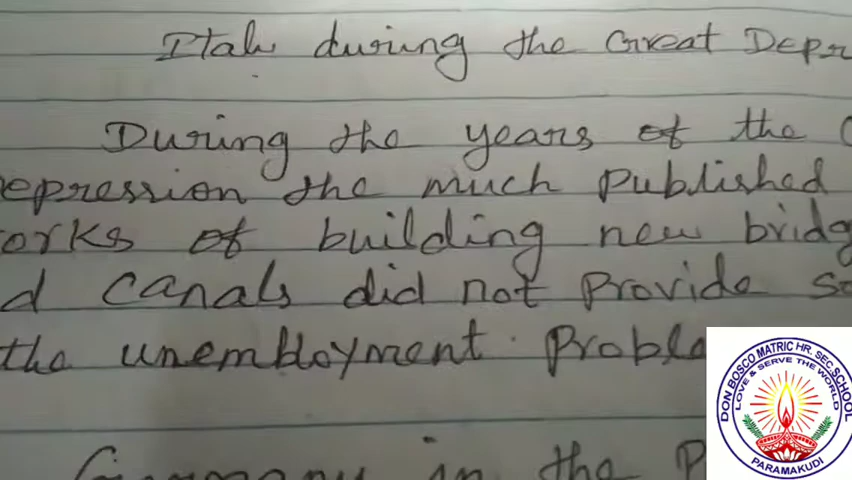 Italy during the Great Depr
During the years of the G
epression the much published
orks of building new bridg
d canals did not provide so
the unemployment. proble
Germany in the P
DON BOSCO MATRIC HR. SEC. SCHOOL
LOVE & SERVE THE WORLD
PARAMAKUDI